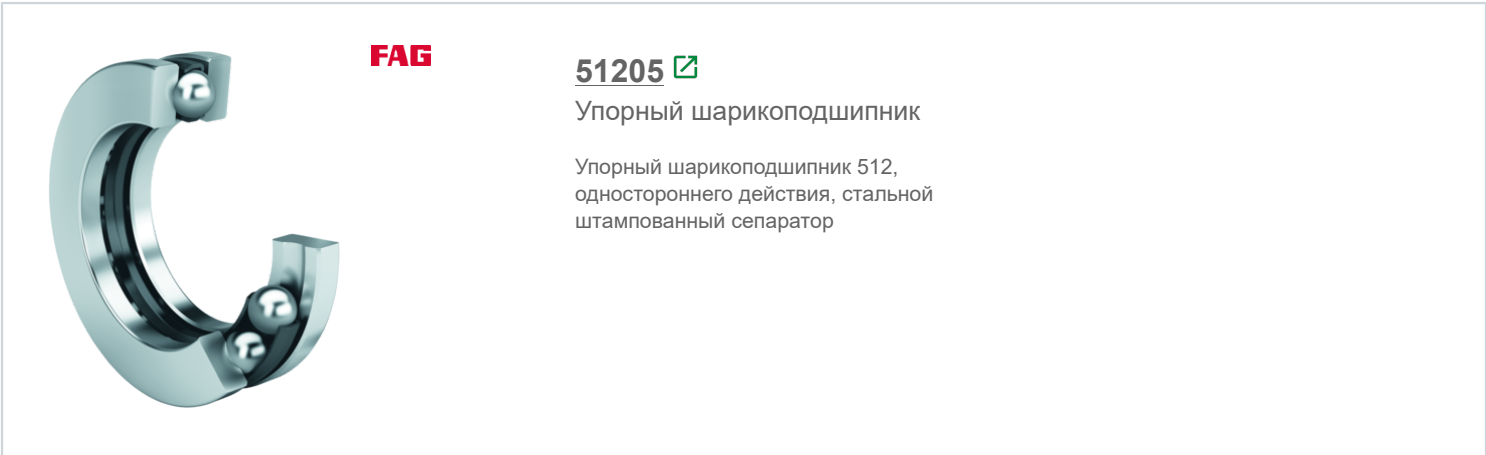 FAG
51205
Упорный шарикоподшипник
Упорный шарикоподшипник 512,
одностороннего действия, стальной
штампованный сепаратор